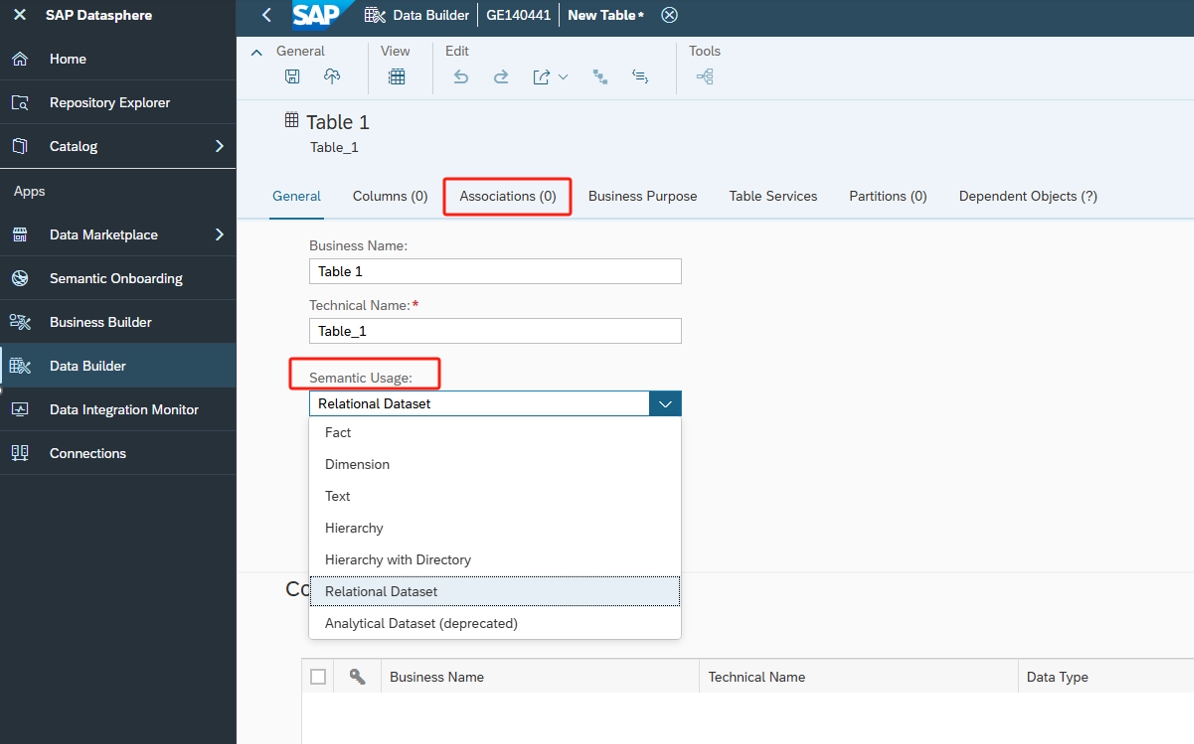 SAP Datasphere
Home
Repository Explorer
Catalog
Apps
Data Marketplace
Semantic Onboarding
Business Builder
Data Builder
Data Integration Monitor
Connections
SAP Data Builder GE140441 New Table*
General View Edit Tools
Table 1
Table_1
General Columns (0) Associations (0) Business Purpose Table Services Partitions (0) Dependent Objects (?)
Business Name:
Table 1
Technical Name:*
Table_1
Semantic Usage:
Relational Dataset
Fact
Dimension
Text
Hierarchy
Hierarchy with Directory
Relational Dataset
Analytical Dataset (deprecated)
Business Name Technical Name Data Type